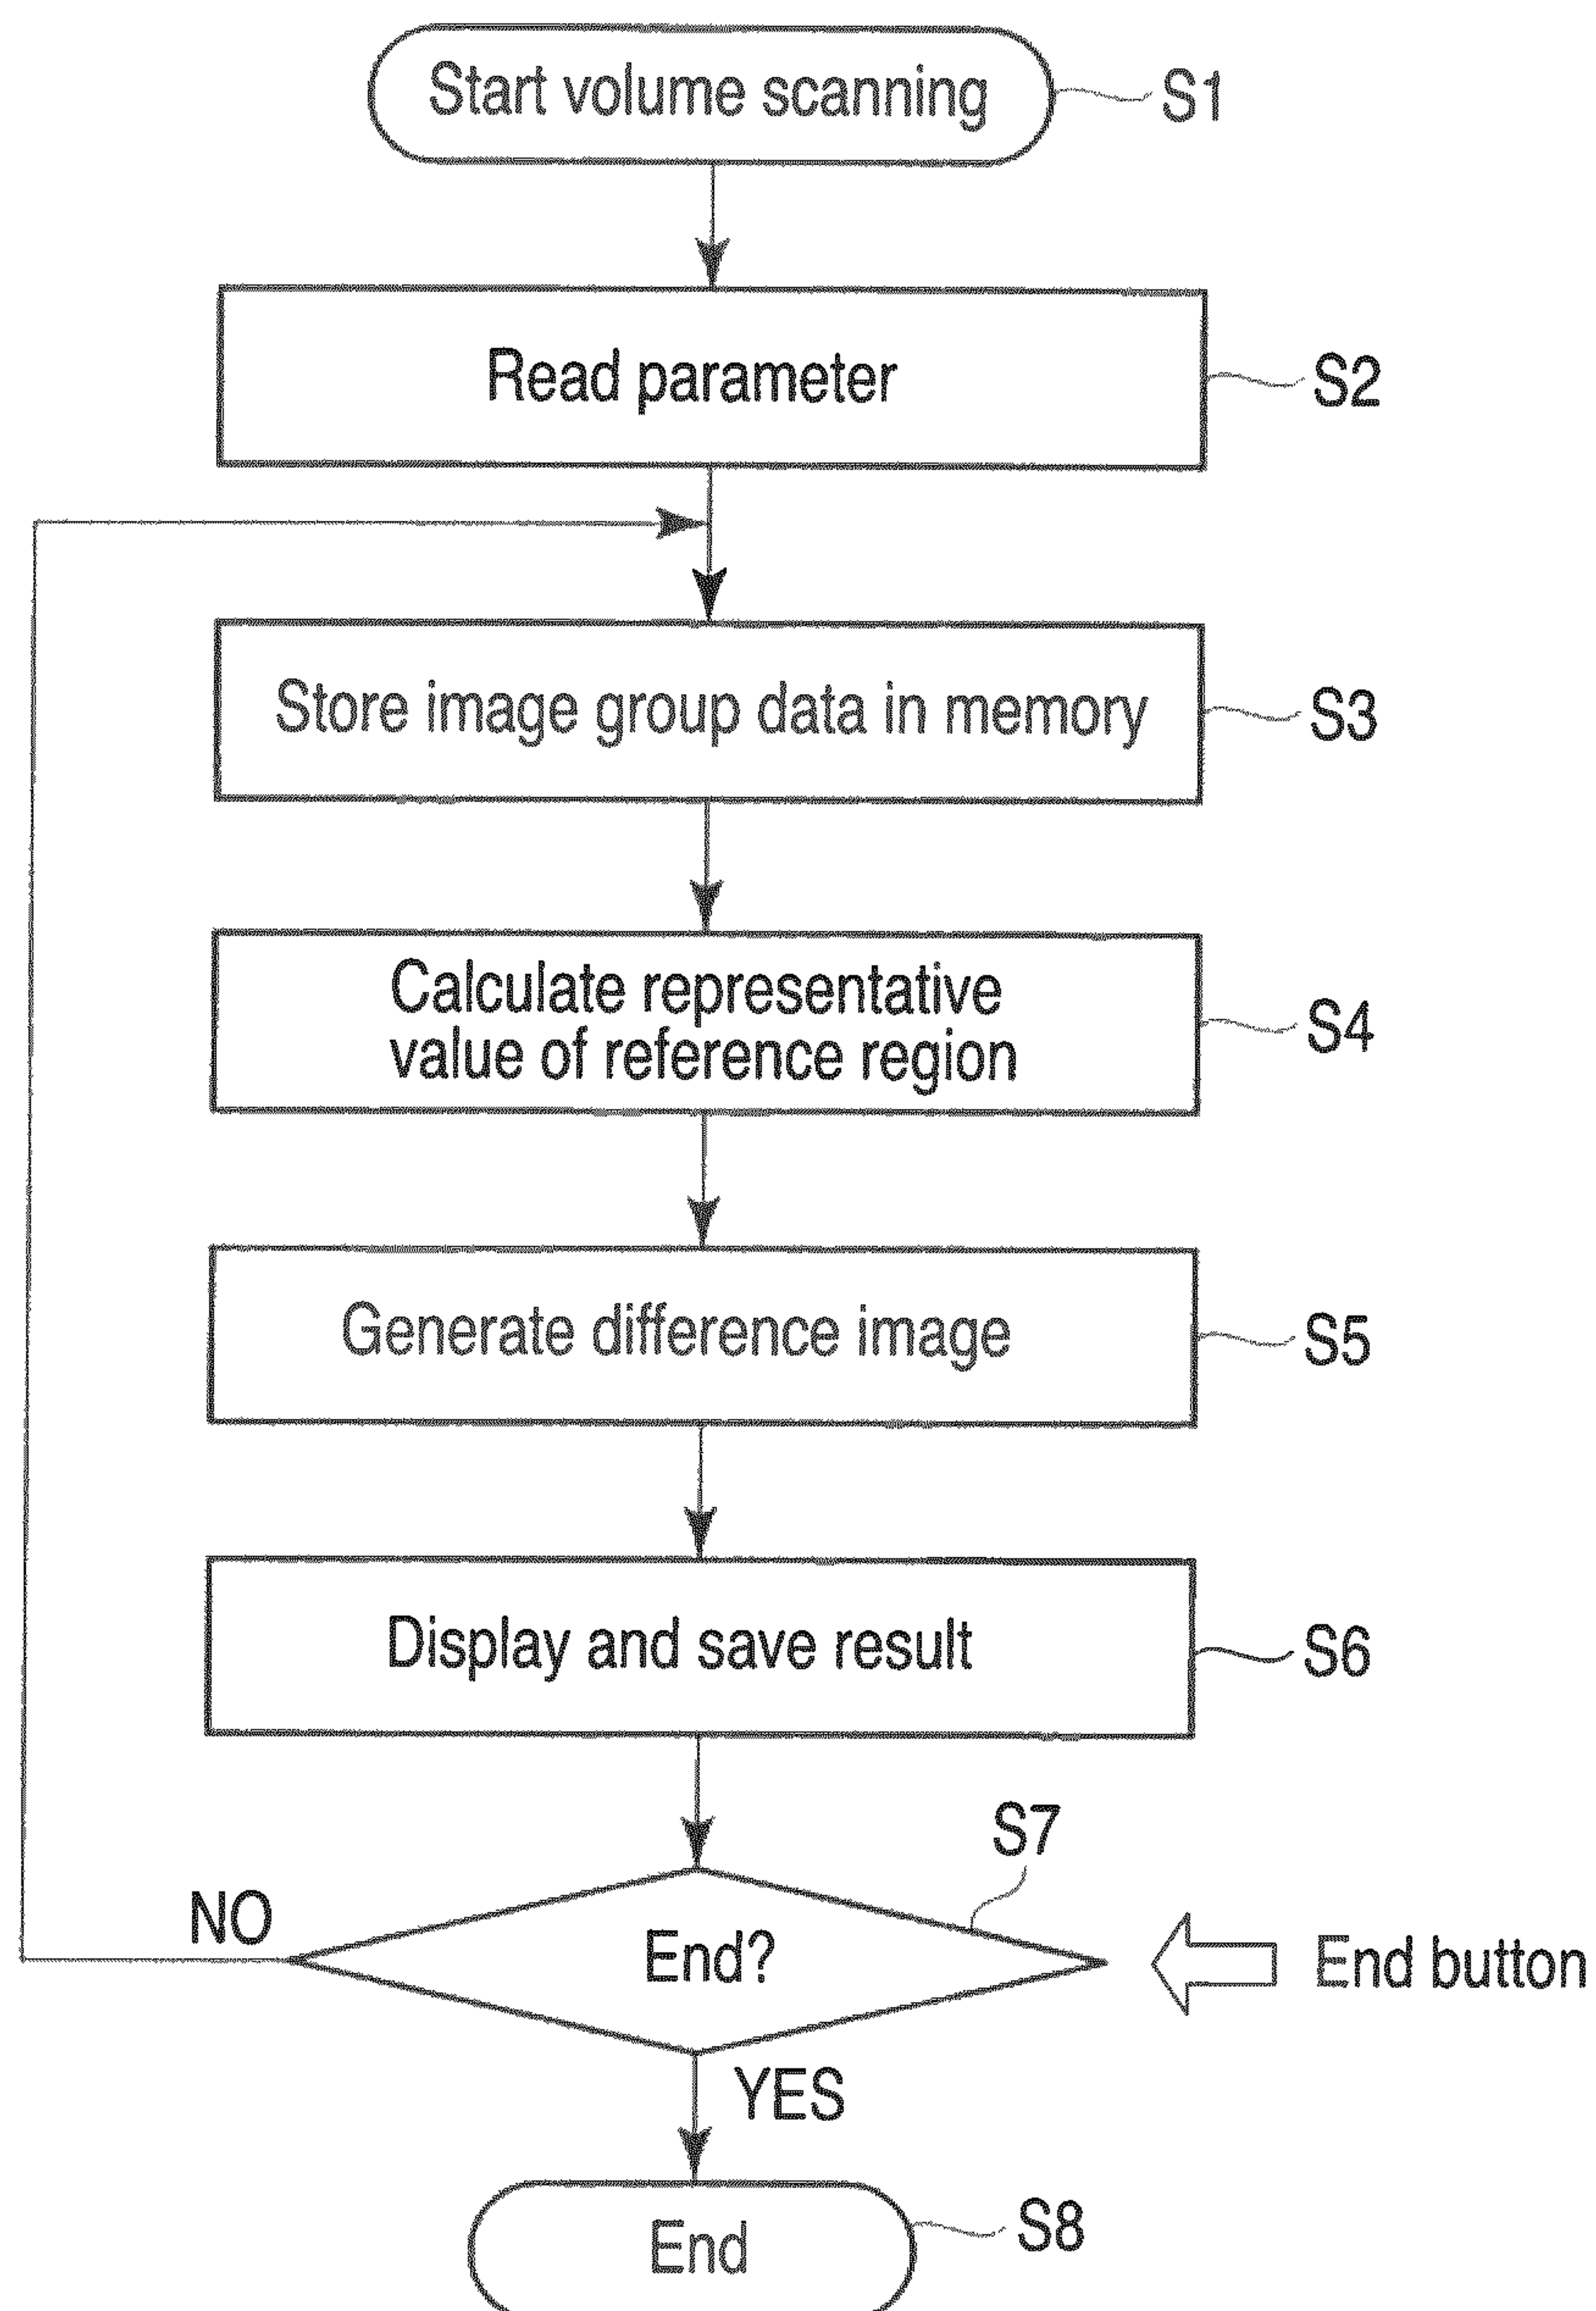 Start volume scanning S1
Read parameter S2
Store image group data in memory S3
Calculate representative
value of reference region S4
Generate difference image S5
Display and save result S6
S7
NO
End?
End button
YES
End S8